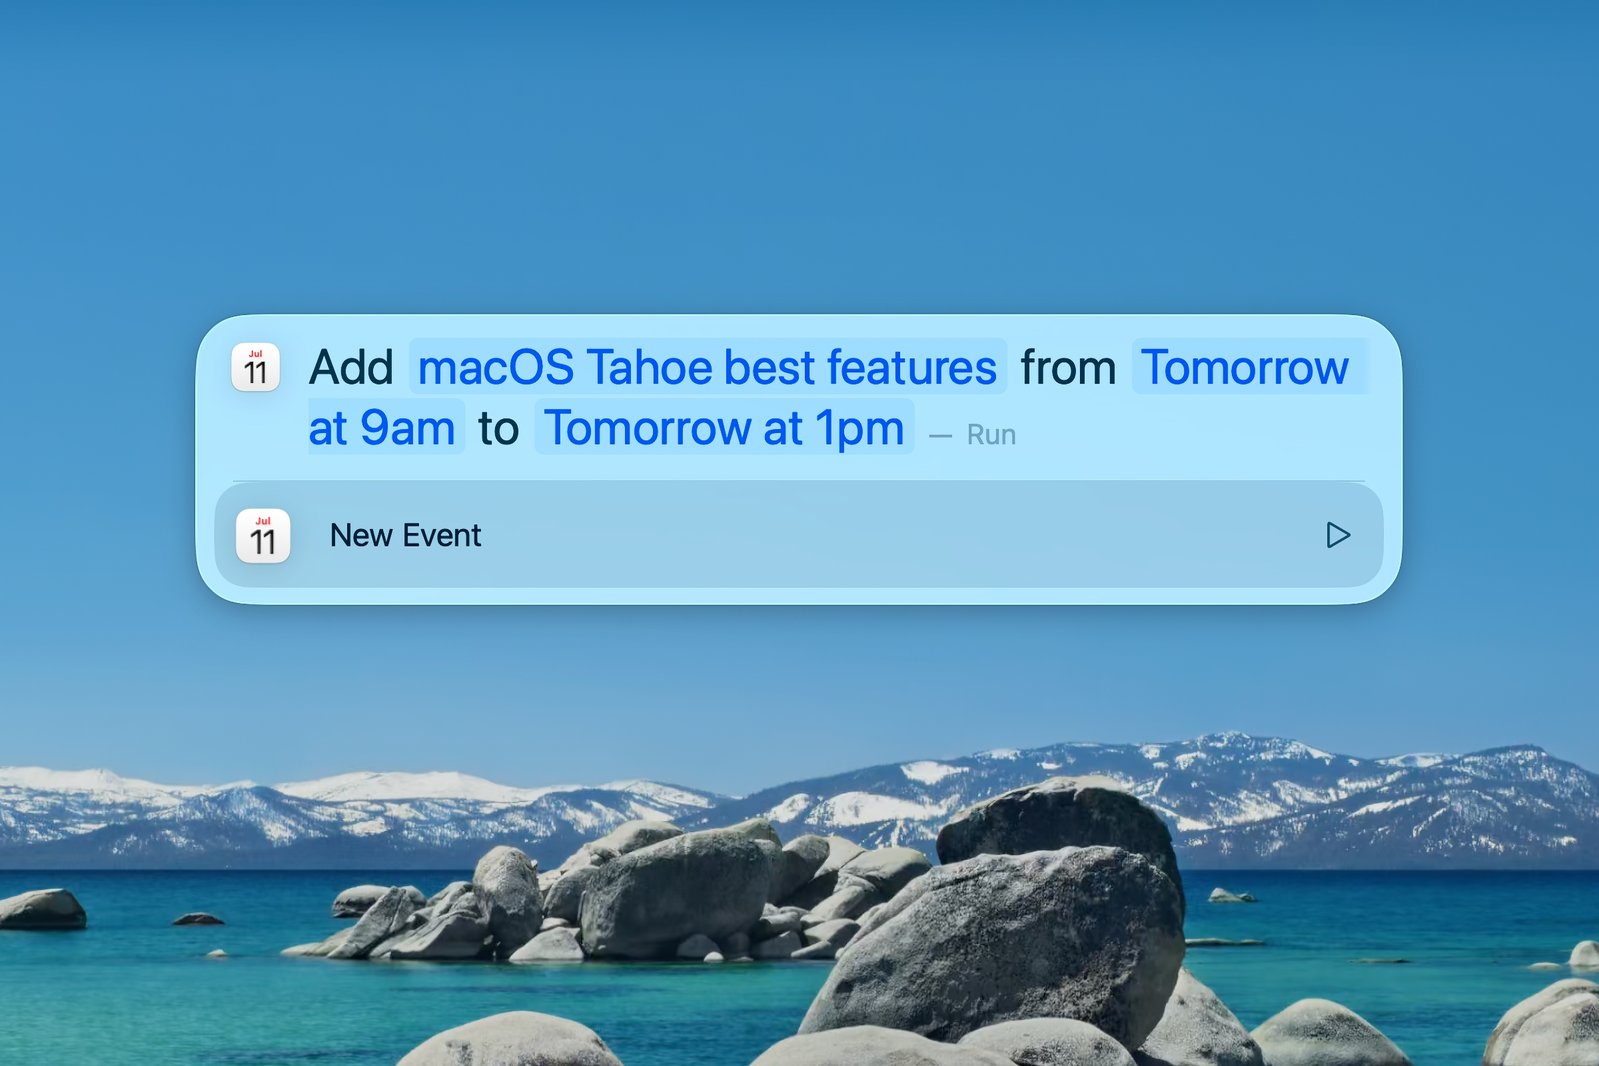 Jul
11
Add macOS Tahoe best features from Tomorrow
at 9am to Tomorrow at 1pm — Run
Jul
11
New Event